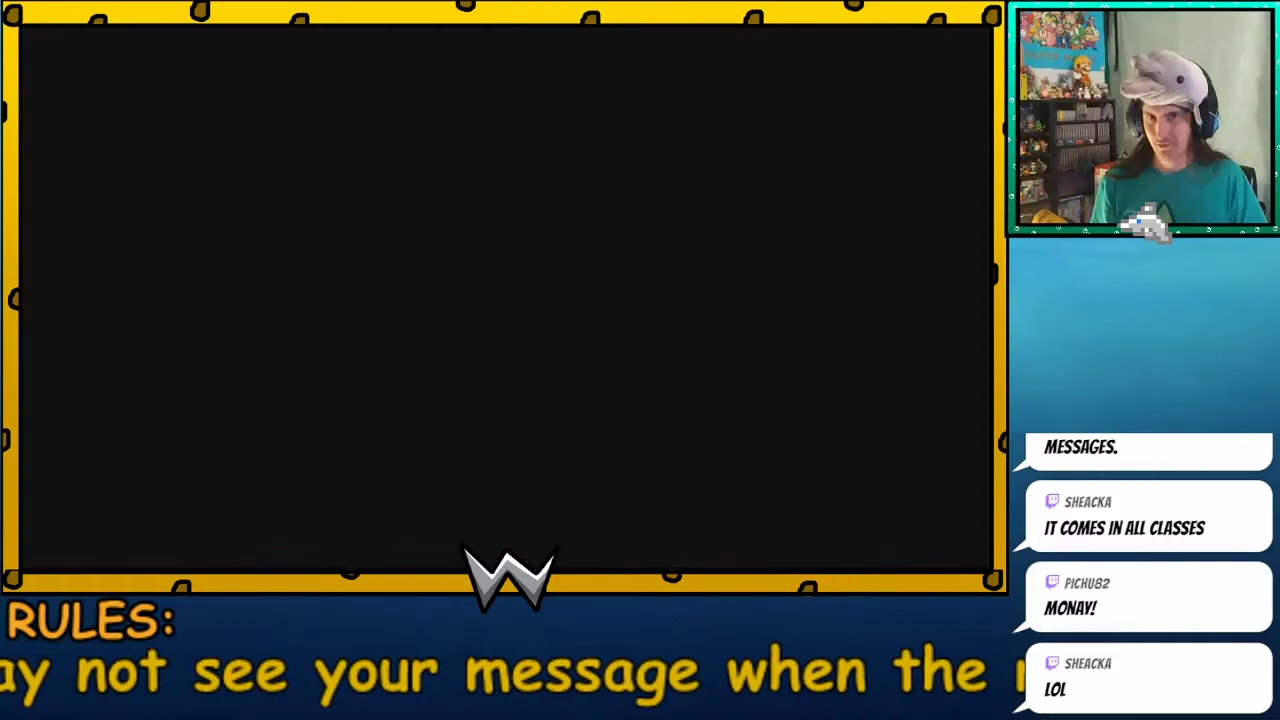 MESSAGES.
SHEACKA
IT COMES IN ALL CLASSES
PICHU82
MONAY!
SHEACKA
LOL
W
RULES:
ay not see your message when the